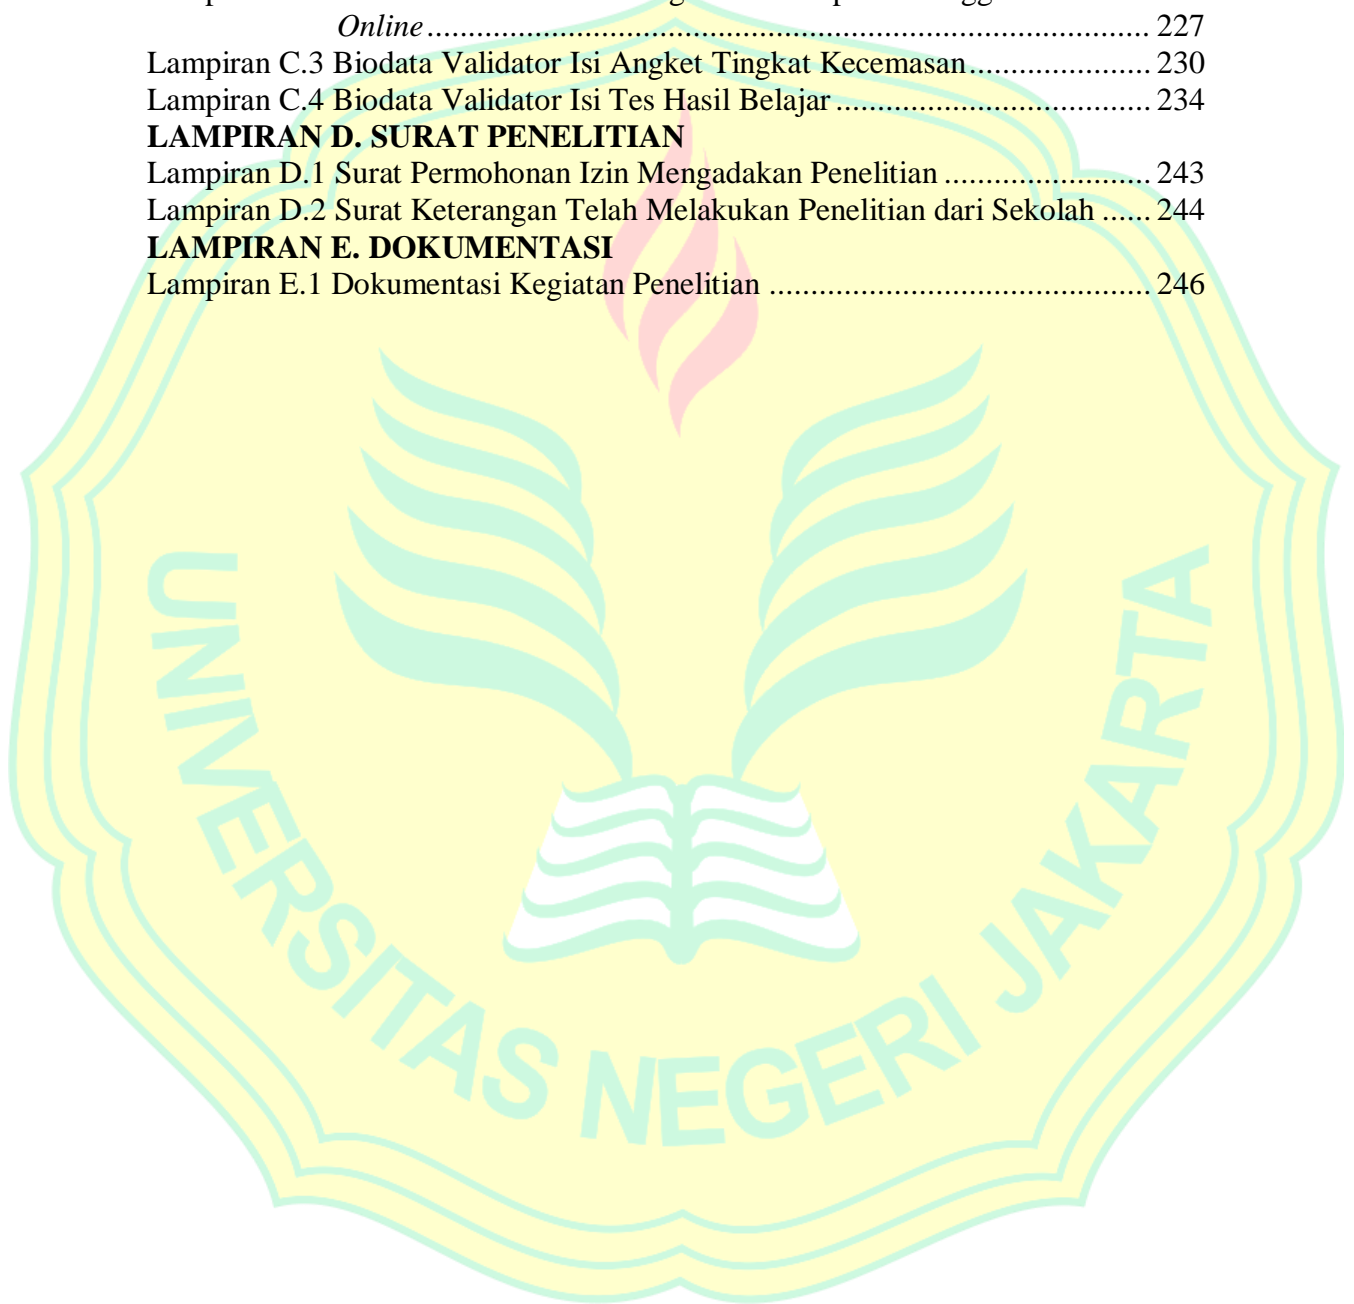 Online ........................................................................................ 227
Lampiran C.3 Biodata Validator Isi Angket Tingkat Kecemasan ...................... 230
Lampiran C.4 Biodata Validator Isi Tes Hasil Belajar ...................................... 234
LAMPIRAN D. SURAT PENELITIAN
Lampiran D.1 Surat Permohonan Izin Mengadakan Penelitian ......................... 243
Lampiran D.2 Surat Keterangan Telah Melakukan Penelitian dari Sekolah ...... 244
LAMPIRAN E. DOKUMENTASI
Lampiran E.1 Dokumentasi Kegiatan Penelitian .............................................. 246
UNIVERSITAS NEGERI JAKARTA